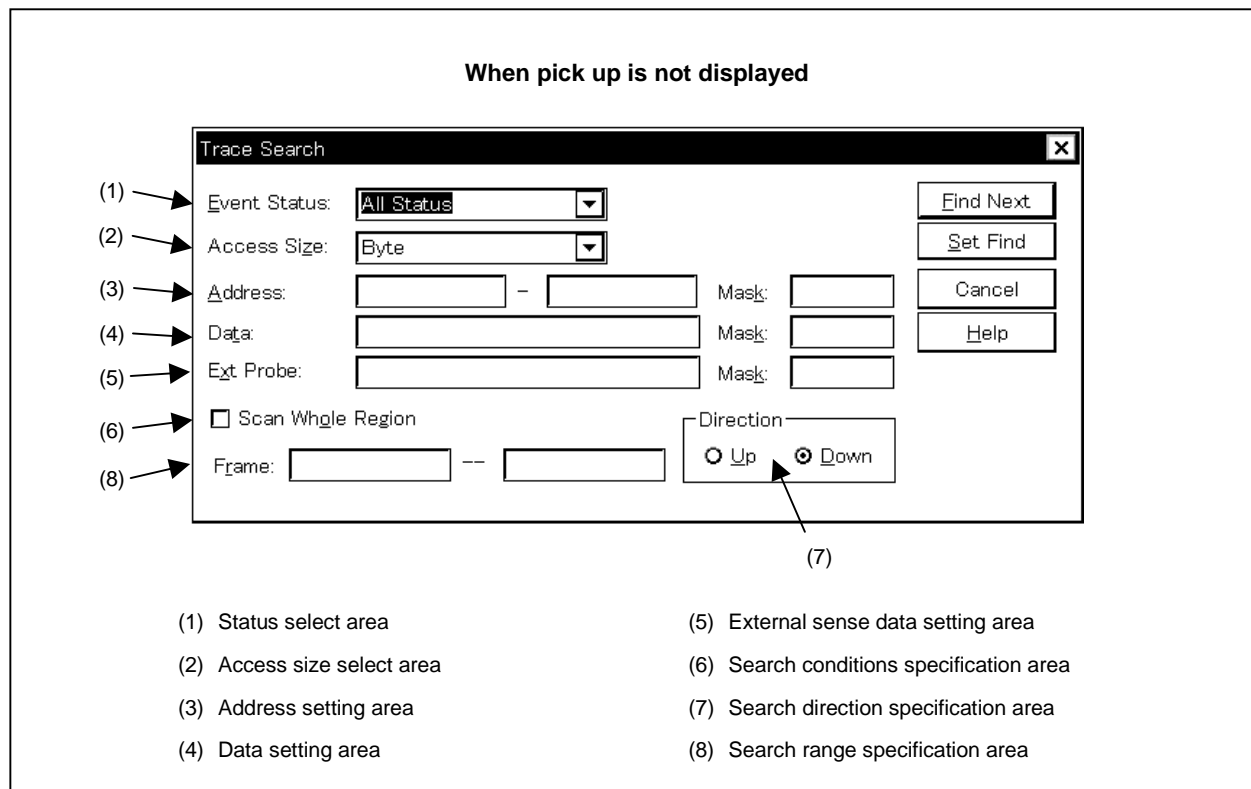 When pick up is not displayed
Trace Search
(1) Event Status: All Status Find Next
(2) Access Size: Byte Set Find
(3) Address: – Mask: Cancel
(4) Data: Mask: Help
(5) Ext Probe: Mask:
(6) Scan Whole Region Direction
(8) Frame: -- Up Down
(7)
(1) Status select area
(2) Access size select area
(3) Address setting area
(4) Data setting area
(5) External sense data setting area
(6) Search conditions specification area
(7) Search direction specification area
(8) Search range specification area